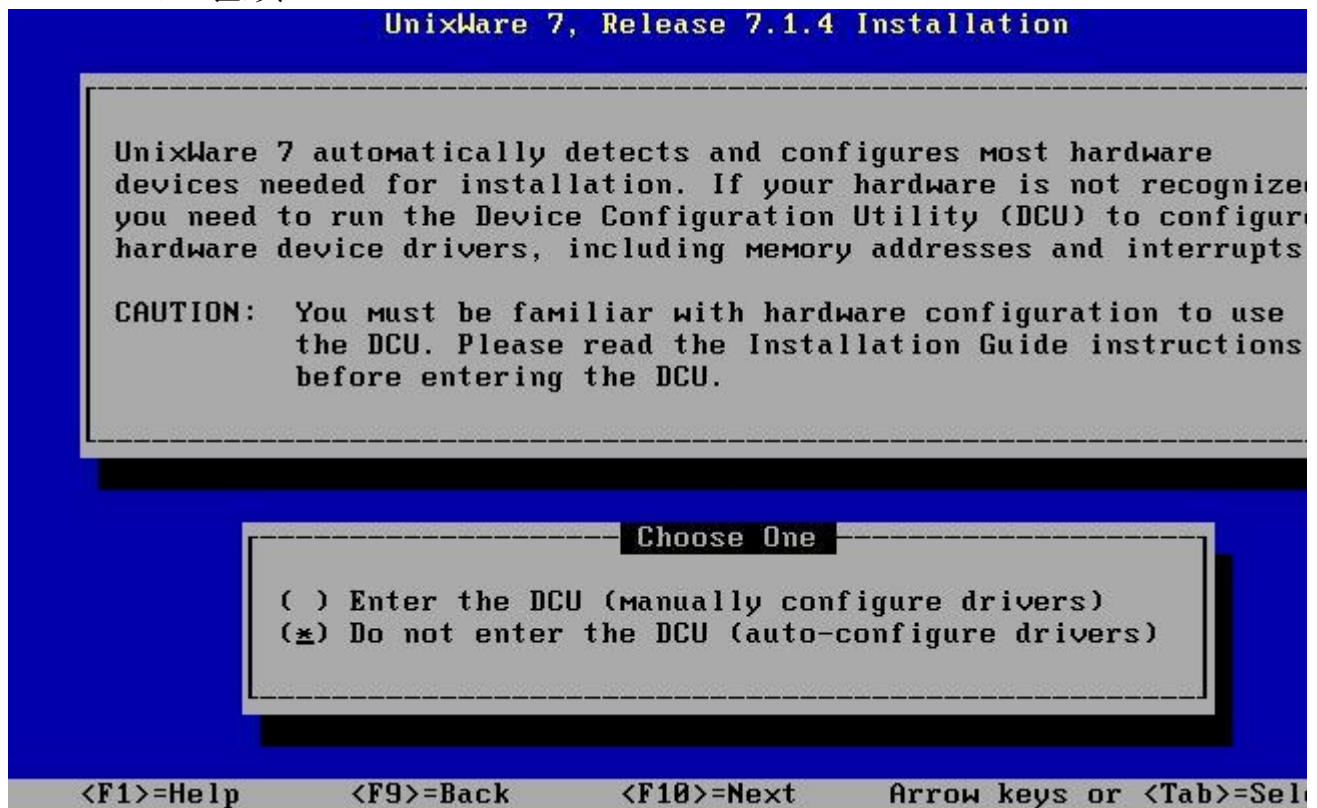 UnixWare 7, Release 7.1.4 Installation
UnixWare 7 automatically detects and configures most hardware
devices needed for installation. If your hardware is not recognize
you need to run the Device Configuration Utility (DCU) to configur
hardware device drivers, including memory addresses and interrupts
CAUTION: You must be familiar with hardware configuration to use
the DCU. Please read the Installation Guide instructions
before entering the DCU.
Choose One
( ) Enter the DCU (manually configure drivers)
(*) Do not enter the DCU (auto-configure drivers)
<F1>=Help <F9>=Back <F10>=Next Arrow keys or <Tab>=Sel